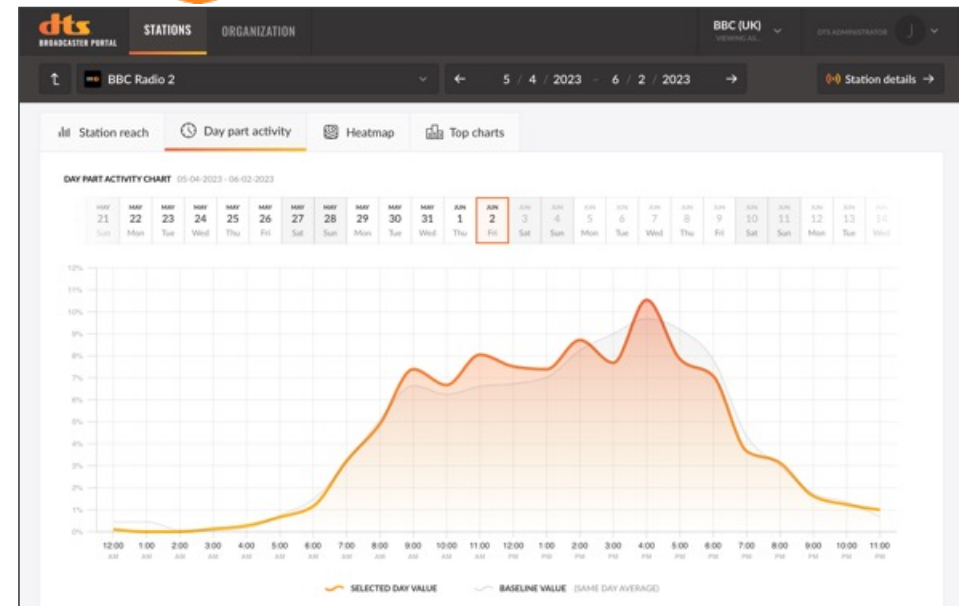 dts
BROADCASTER PORTAL
STATIONS
ORGANIZATION
BBC (UK)
VIEWING AS...
DTS ADMINISTRATOR
J
BBC Radio 2
5 / 4 / 2023 - 6 / 2 / 2023
Station details
Station reach
Day part activity
Heatmap
Top charts
DAY PART ACTIVITY CHART 05-04-2023 - 06-02-2023
MAY MAY MAY MAY MAY MAY MAY MAY MAY MAY MAY JUN JUN JUN JUN JUN JUN JUN JUN JUN JUN JUN JUN JUN JUN
21 22 23 24 25 26 27 28 29 30 31 1 2 3 4 5 6 7 8 9 10 11 12 13 14
Sun Mon Tue Wed Thu Fri Sat Sun Mon Tue Wed Thu Fri Sat Sun Mon Tue Wed Thu Fri Sat Sun Mon Tue Wed
12%
11%
10%
9%
8%
7%
6%
5%
4%
3%
2%
1%
0%
12:00 1:00 2:00 3:00 4:00 5:00 6:00 7:00 8:00 9:00 10:00 11:00 12:00 1:00 2:00 3:00 4:00 5:00 6:00 7:00 8:00 9:00 10:00 11:00
AM AM AM AM AM AM AM AM AM AM AM AM PM PM PM PM PM PM PM PM PM PM PM PM
SELECTED DAY VALUE
BASELINE VALUE (SAME DAY AVERAGE)